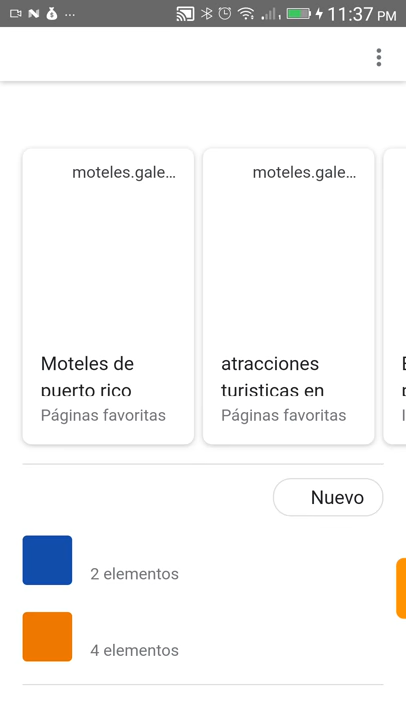 11:37 PM
moteles.gale...
Moteles de
puerto rico
Páginas favoritas
moteles.gale...
atracciones
turisticas en
Páginas favoritas
Nuevo
2 elementos
4 elementos